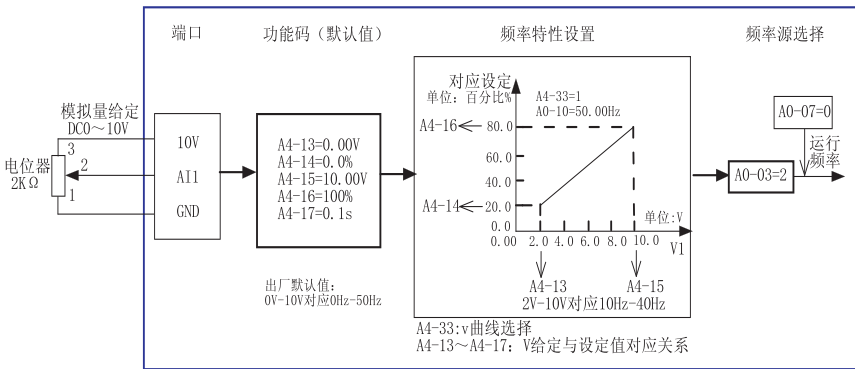 端口
功能码（默认值）
频率特性设置
频率源选择
模拟量给定
DC0～10V
3
电位器
2KΩ
2
1
10V
AI1
GND
A4-13=0.00V
A4-14=0.0%
A4-15=10.00V
A4-16=100%
A4-17=0.1s
出厂默认值：
0V-10V对应0Hz-50Hz
对应设定
单位：百分比%
A4-33=1
A0-10=50.00Hz
A4-16
80.0
60.0
40.0
A4-14
20.0
0.0
单位:V
0.00 2.0 4.0 6.0 8.0 10.0
V1
A4-13
A4-15
2V-10V对应10Hz-40Hz
A4-33:v曲线选择
A4-13～A4-17：V给定与设定值对应关系
A0-07=0
运行
频率
A0-03=2